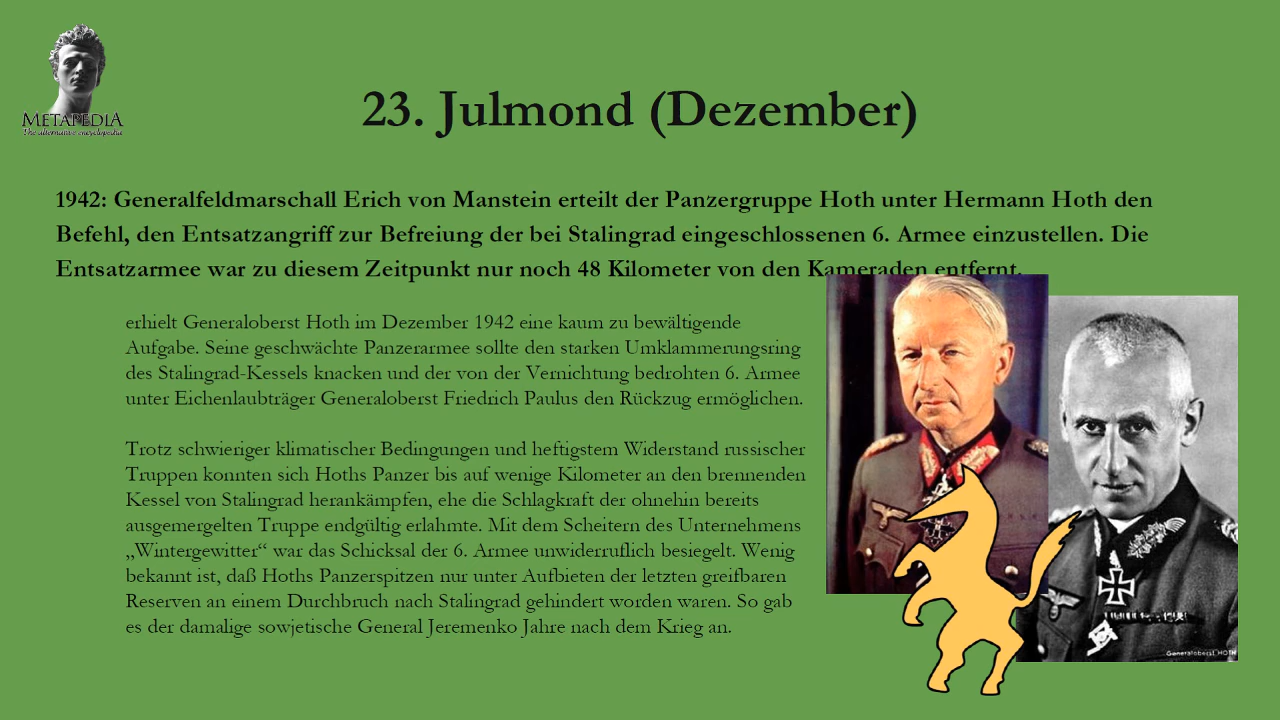 METAPEDIA
The alternative encyclopedia
23. Julmond (Dezember)
1942: Generalfeldmarschall Erich von Manstein erteilt der Panzergruppe Hoth unter Hermann Hoth den
Befehl, den Entsatzangriff zur Befreiung der bei Stalingrad eingeschlossenen 6. Armee einzustellen. Die
Entsatzarmee war zu diesem Zeitpunkt nur noch 48 Kilometer von den Kameraden entfernt.
erhielt Generaloberst Hoth im Dezember 1942 eine kaum zu bewältigende
Aufgabe. Seine geschwächte Panzerarmee sollte den starken Umklammerungsring
des Stalingrad-Kessels knacken und der von der Vernichtung bedrohten 6. Armee
unter Eichenlaubträger Generaloberst Friedrich Paulus den Rückzug ermöglichen.
Trotz schwieriger klimatischer Bedingungen und heftigstem Widerstand russischer
Truppen konnten sich Hoths Panzer bis auf wenige Kilometer an den brennenden
Kessel von Stalingrad herankämpfen, ehe die Schlagkraft der ohnehin bereits
ausgemergelten Truppe endgültig erlahmte. Mit dem Scheitern des Unternehmens
„Wintergewitter“ war das Schicksal der 6. Armee unwiderruflich besiegelt. Wenig
bekannt ist, daß Hoths Panzerspitzen nur unter Aufbieten der letzten greifbaren
Reserven an einem Durchbruch nach Stalingrad gehindert worden waren. So gab
es der damalige sowjetische General Jeremenko Jahre nach dem Krieg an.
Generaloberst HOTH